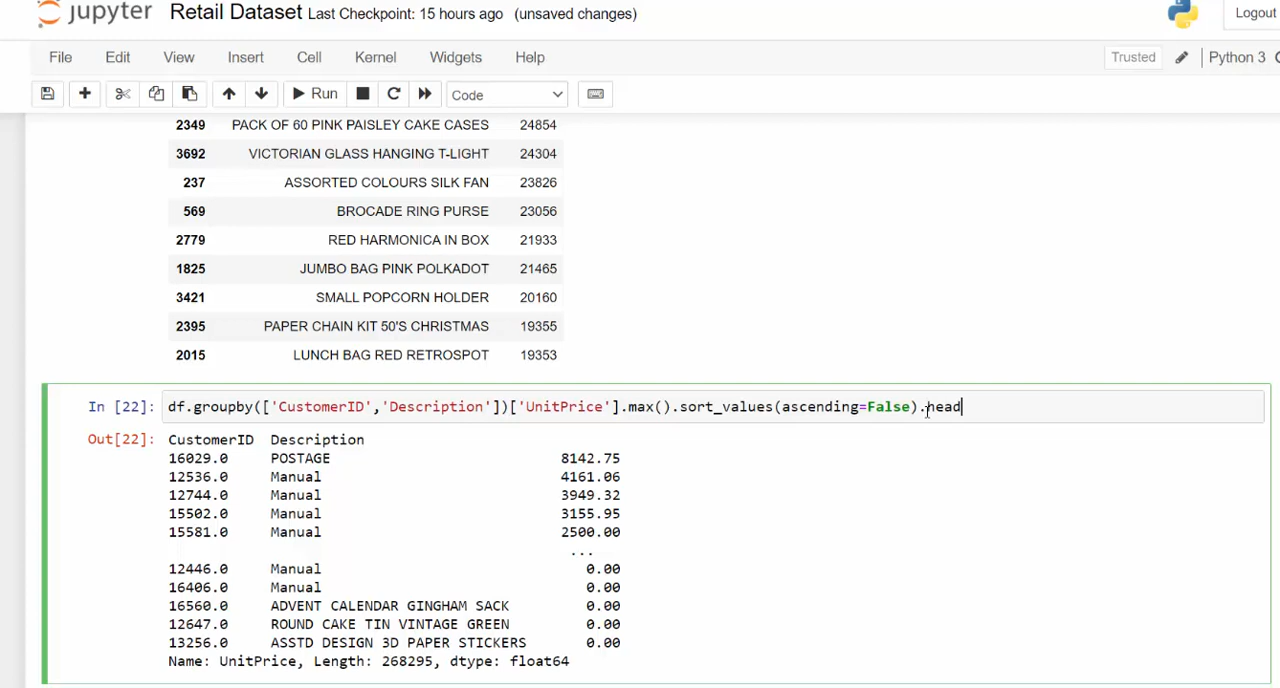 jupyter Retail Dataset Last Checkpoint: 15 hours ago (unsaved changes) Logout
File Edit View Insert Cell Kernel Widgets Help Trusted Python 3
Run Code
2349 PACK OF 60 PINK PAISLEY CAKE CASES 24854
3692 VICTORIAN GLASS HANGING T-LIGHT 24304
237 ASSORTED COLOURS SILK FAN 23826
569 BROCADE RING PURSE 23056
2779 RED HARMONICA IN BOX 21933
1825 JUMBO BAG PINK POLKADOT 21465
3421 SMALL POPCORN HOLDER 20160
2395 PAPER CHAIN KIT 50'S CHRISTMAS 19355
2015 LUNCH BAG RED RETROSPOT 19353
In [22]: df.groupby(['CustomerID','Description'])['UnitPrice'].max().sort_values(ascending=False).head
Out[22]: CustomerID Description
16029.0 POSTAGE 8142.75
12536.0 Manual 4161.06
12744.0 Manual 3949.32
15502.0 Manual 3155.95
15581.0 Manual 2500.00
...
12446.0 Manual 0.00
16406.0 Manual 0.00
16560.0 ADVENT CALENDAR GINGHAM SACK 0.00
12647.0 ROUND CAKE TIN VINTAGE GREEN 0.00
13256.0 ASSTD DESIGN 3D PAPER STICKERS 0.00
Name: UnitPrice, Length: 268295, dtype: float64